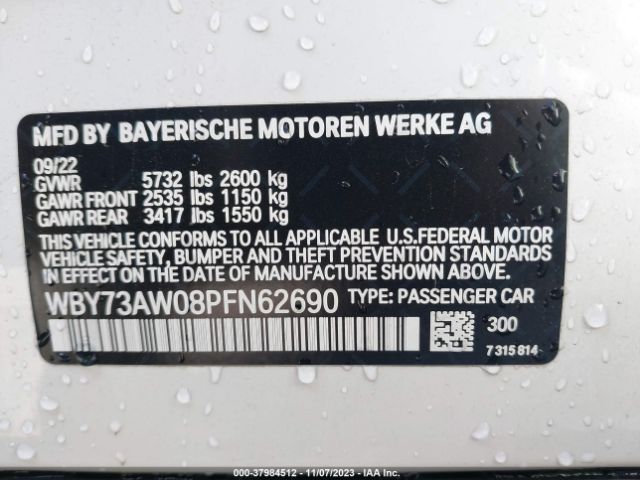 MFD BY BAYERISCHE MOTOREN WERKE AG
09/22
GVWR 5732 lbs 2600 kg
GAWR FRONT 2535 lbs 1150 kg
GAWR REAR 3417 lbs 1550 kg
THIS VEHICLE CONFORMS TO ALL APPLICABLE U.S.FEDERAL MOTOR
VEHICLE SAFETY, BUMPER AND THEFT PREVENTION STANDARDS
IN EFFECT ON THE DATE OF MANUFACTURE SHOWN ABOVE.
WBY73AW08PFN62690 TYPE: PASSENGER CAR
300
7315814
000-37984512 - 11/07/2023 - IAA Inc.